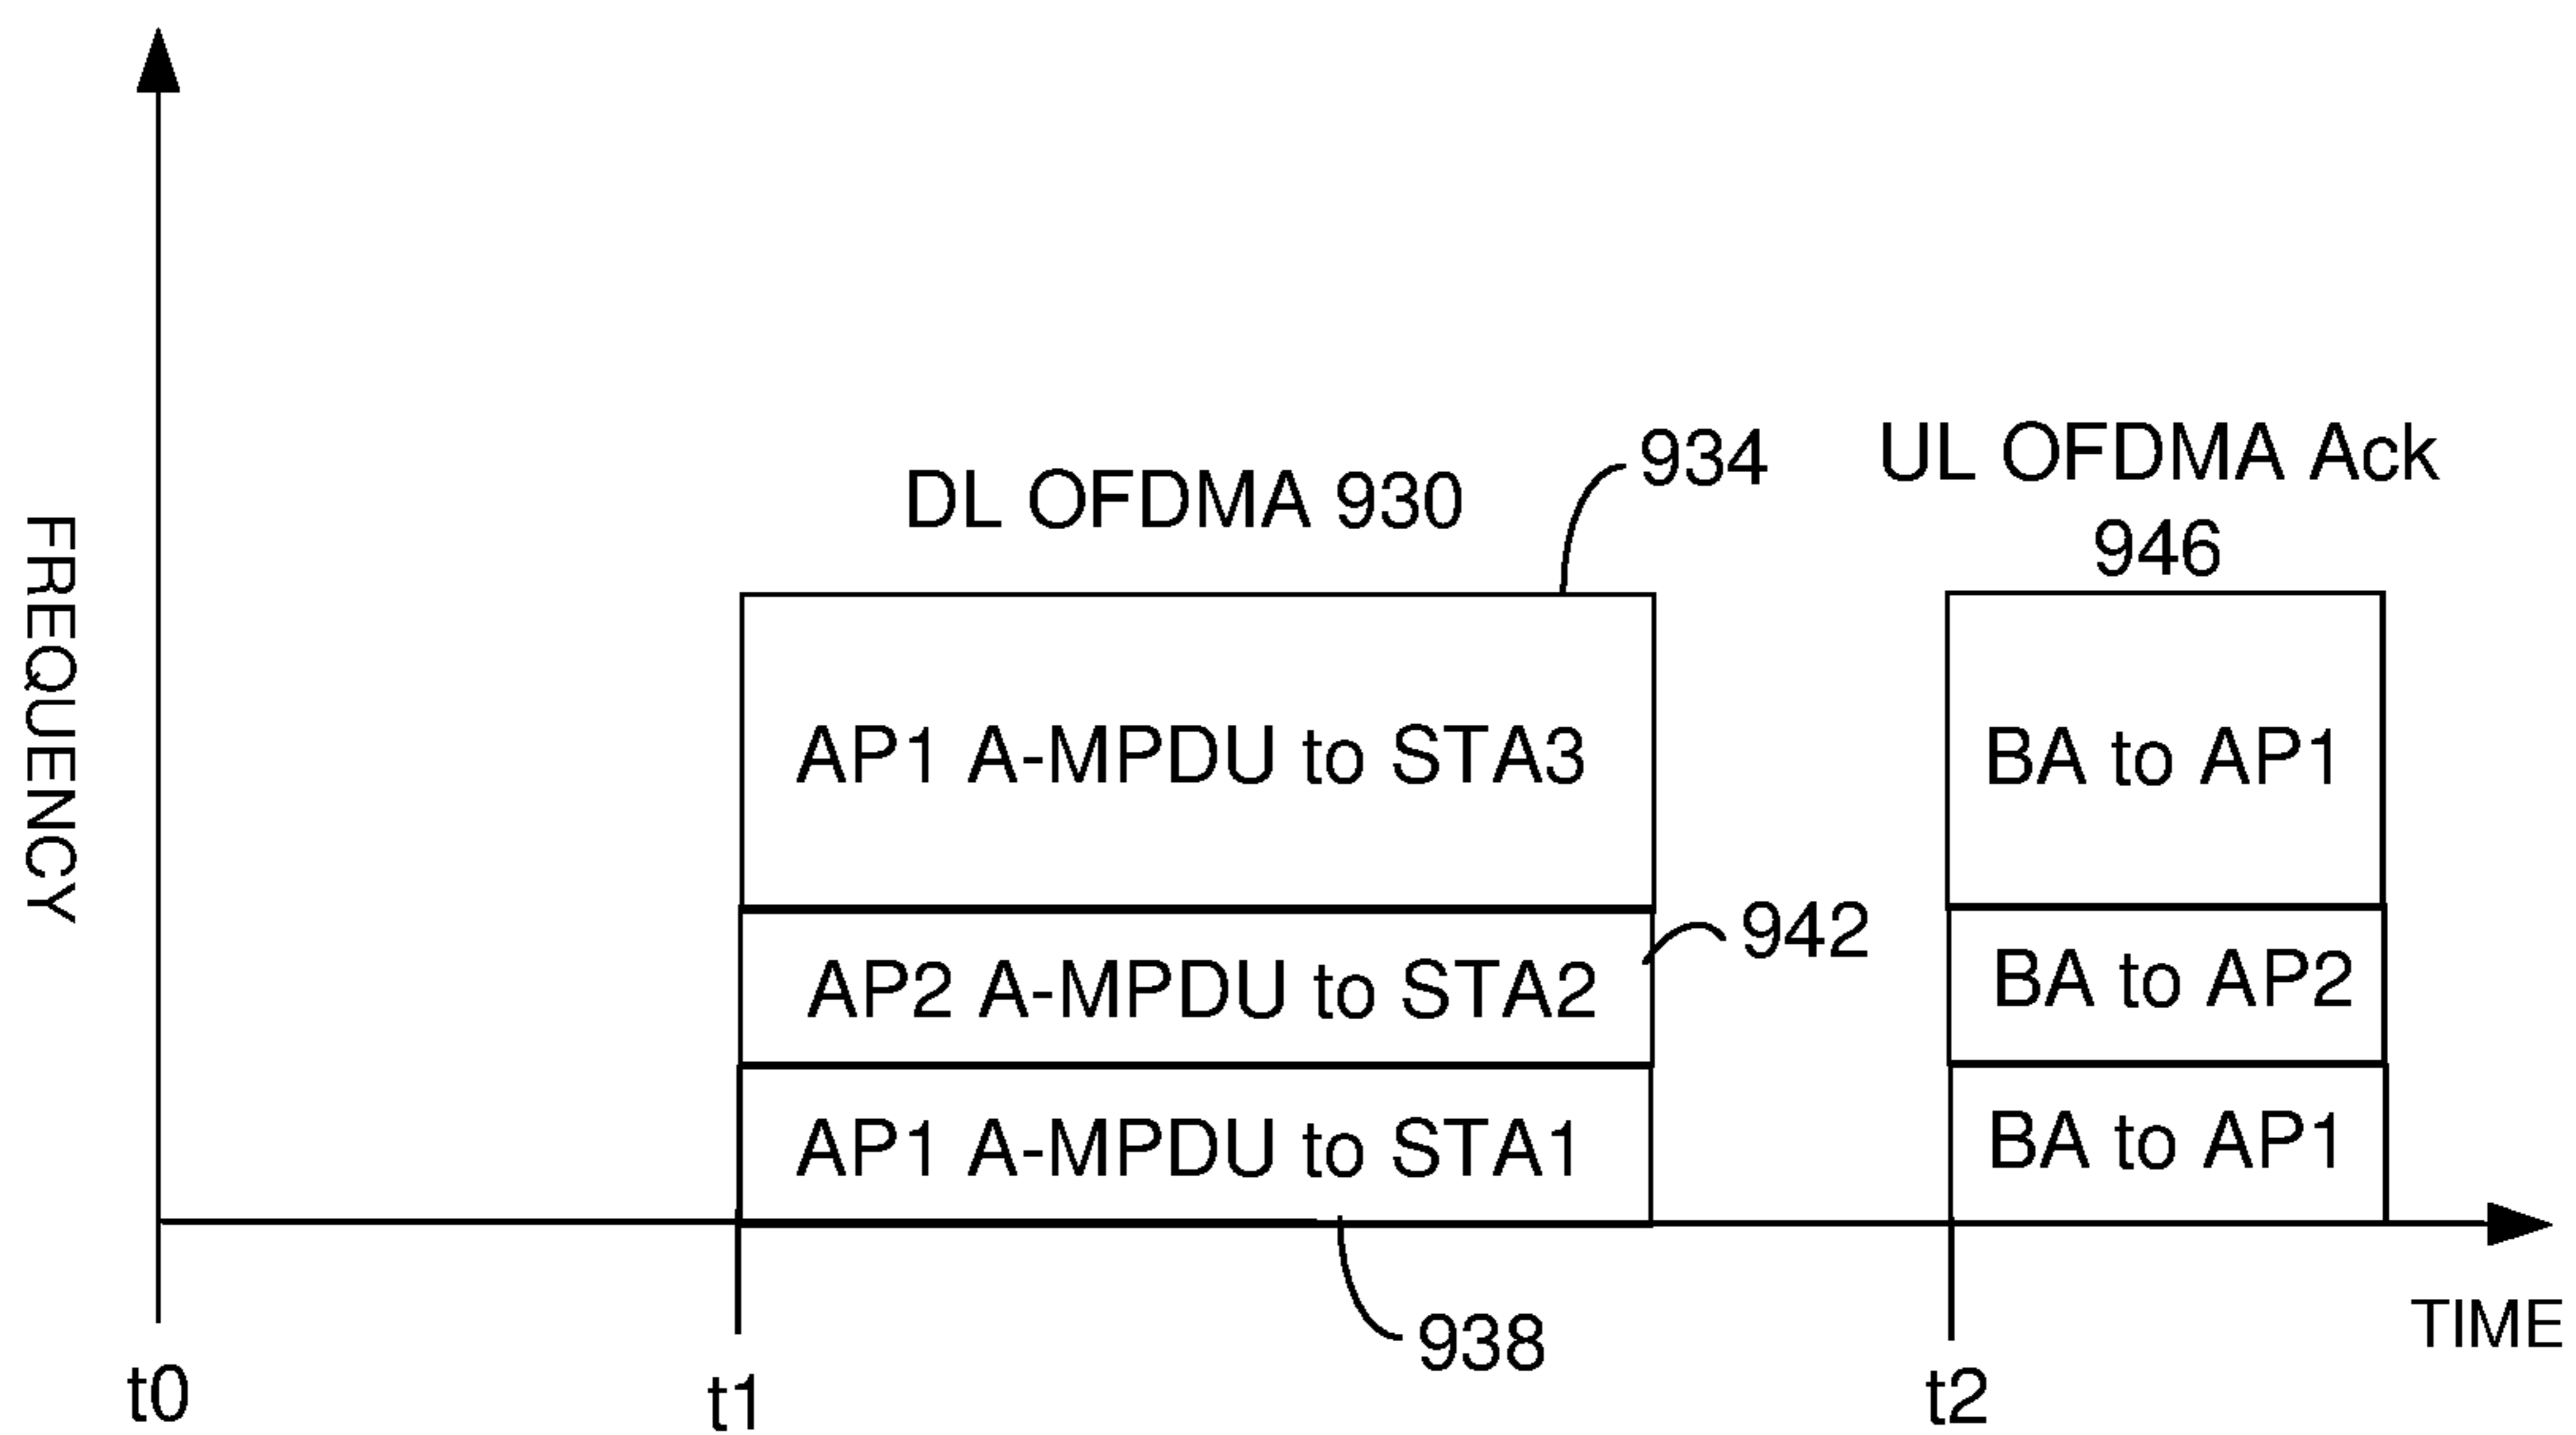 934
UL OFDMA Ack
946
DL OFDMA 930
FREQUENCY
AP1 A-MPDU to STA3
BA to AP1
942
AP2 A-MPDU to STA2
BA to AP2
AP1 A-MPDU to STA1
BA to AP1
938
TIME
t0
t1
t2